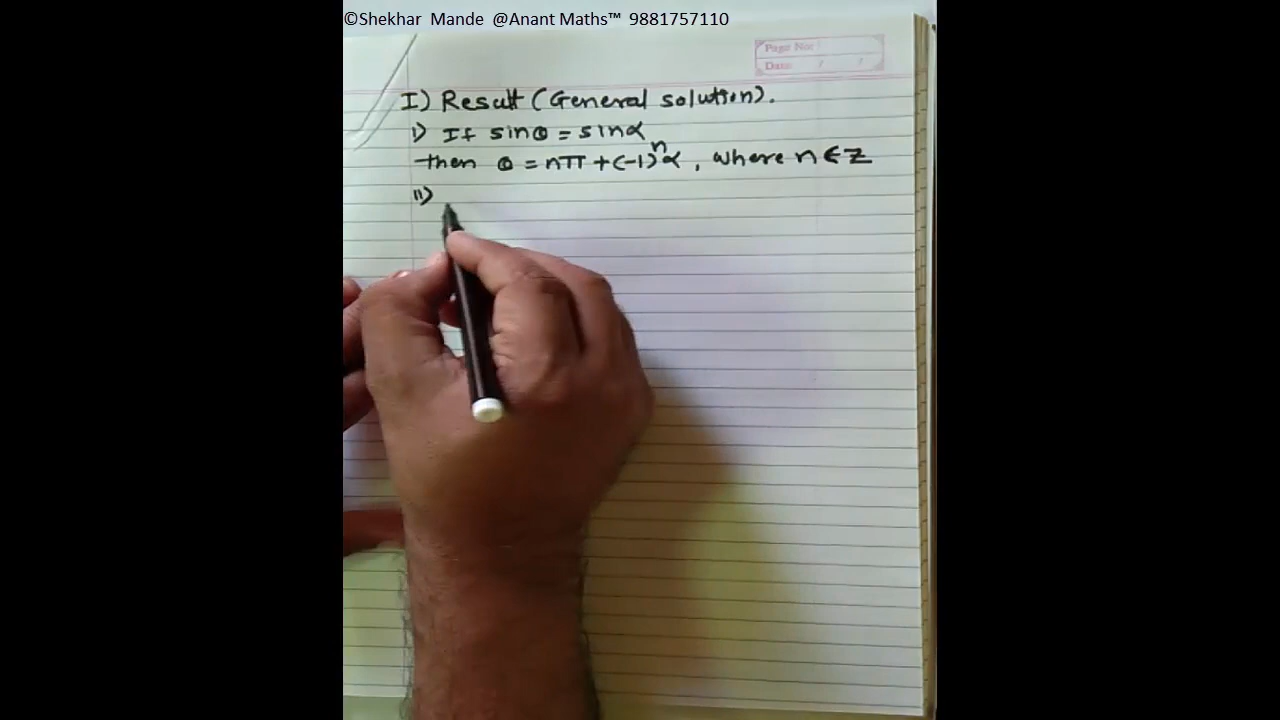 ©Shekhar Mande @Anant Maths™ 9881757110
Page No:
Date: / /
I) Result (General solution).
i) If sinθ = sinα
then θ = nπ + (-1)ⁿα , where n ∈ Z
ii)